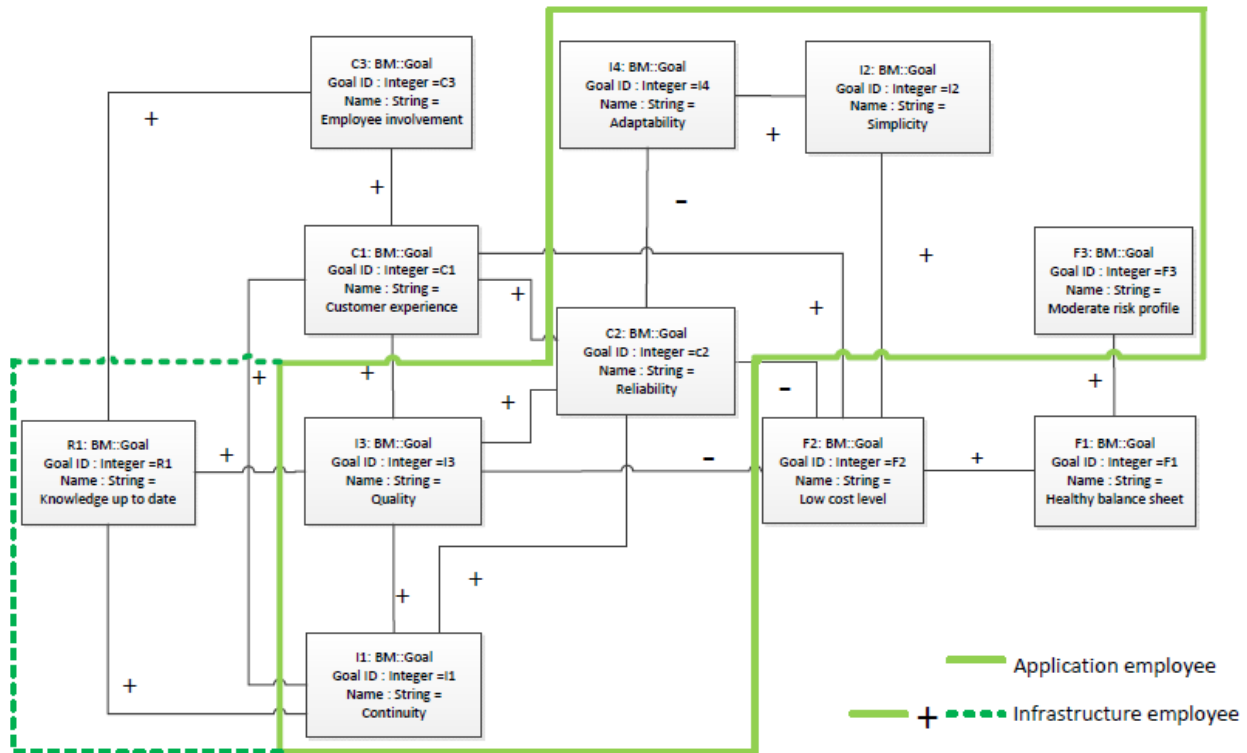 C3: BM::Goal
Goal ID : Integer =C3
Name : String =
Employee involvement
I4: BM::Goal
Goal ID : Integer =I4
Name : String =
Adaptability
I2: BM::Goal
Goal ID : Integer =I2
Name : String =
Simplicity
+
+
+
-
C1: BM::Goal
Goal ID : Integer =C1
Name : String =
Customer experience
+
F3: BM::Goal
Goal ID : Integer =F3
Name : String =
Moderate risk profile
+
+
C2: BM::Goal
Goal ID : Integer =c2
Name : String =
Reliability
+
+
-
+
+
R1: BM::Goal
Goal ID : Integer =R1
Name : String =
Knowledge up to date
+
I3: BM::Goal
Goal ID : Integer =I3
Name : String =
Quality
-
F2: BM::Goal
Goal ID : Integer =F2
Name : String =
Low cost level
+
F1: BM::Goal
Goal ID : Integer =F1
Name : String =
Healthy balance sheet
+
+
I1: BM::Goal
Goal ID : Integer =I1
Name : String =
Continuity
+
Application employee
+ Infrastructure employee